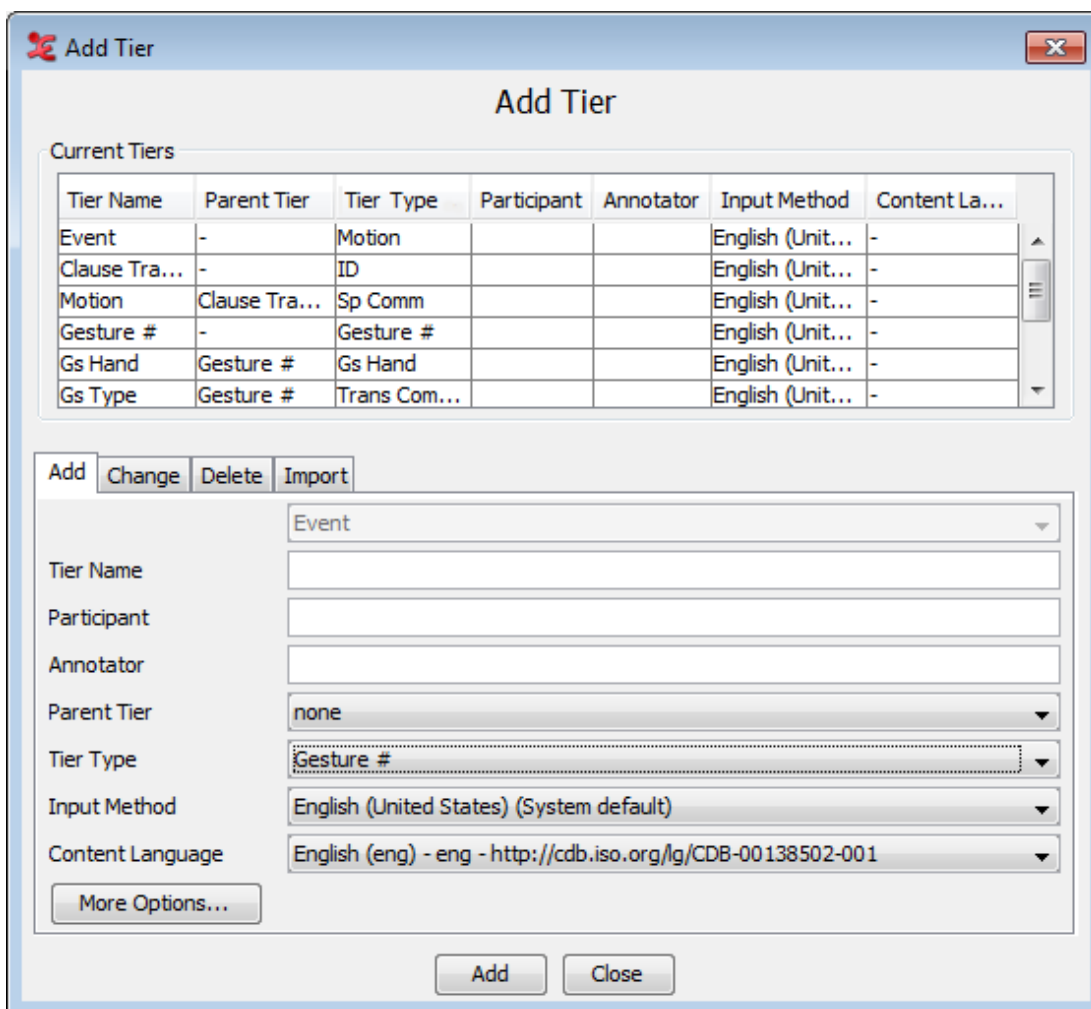 Add Tier
Add Tier
Current Tiers
Tier Name Parent Tier Tier Type Participant Annotator Input Method Content La...
Event - Motion English (Unit... -
Clause Tra... - ID English (Unit... -
Motion Clause Tra... Sp Comm English (Unit... -
Gesture # - Gesture # English (Unit... -
Gs Hand Gesture # Gs Hand English (Unit... -
Gs Type Gesture # Trans Com... English (Unit... -
Add Change Delete Import
Event
Tier Name
Participant
Annotator
Parent Tier none
Tier Type Gesture #
Input Method English (United States) (System default)
Content Language English (eng) - eng - http://cdb.iso.org/lg/CDB-00138502-001
More Options...
Add Close